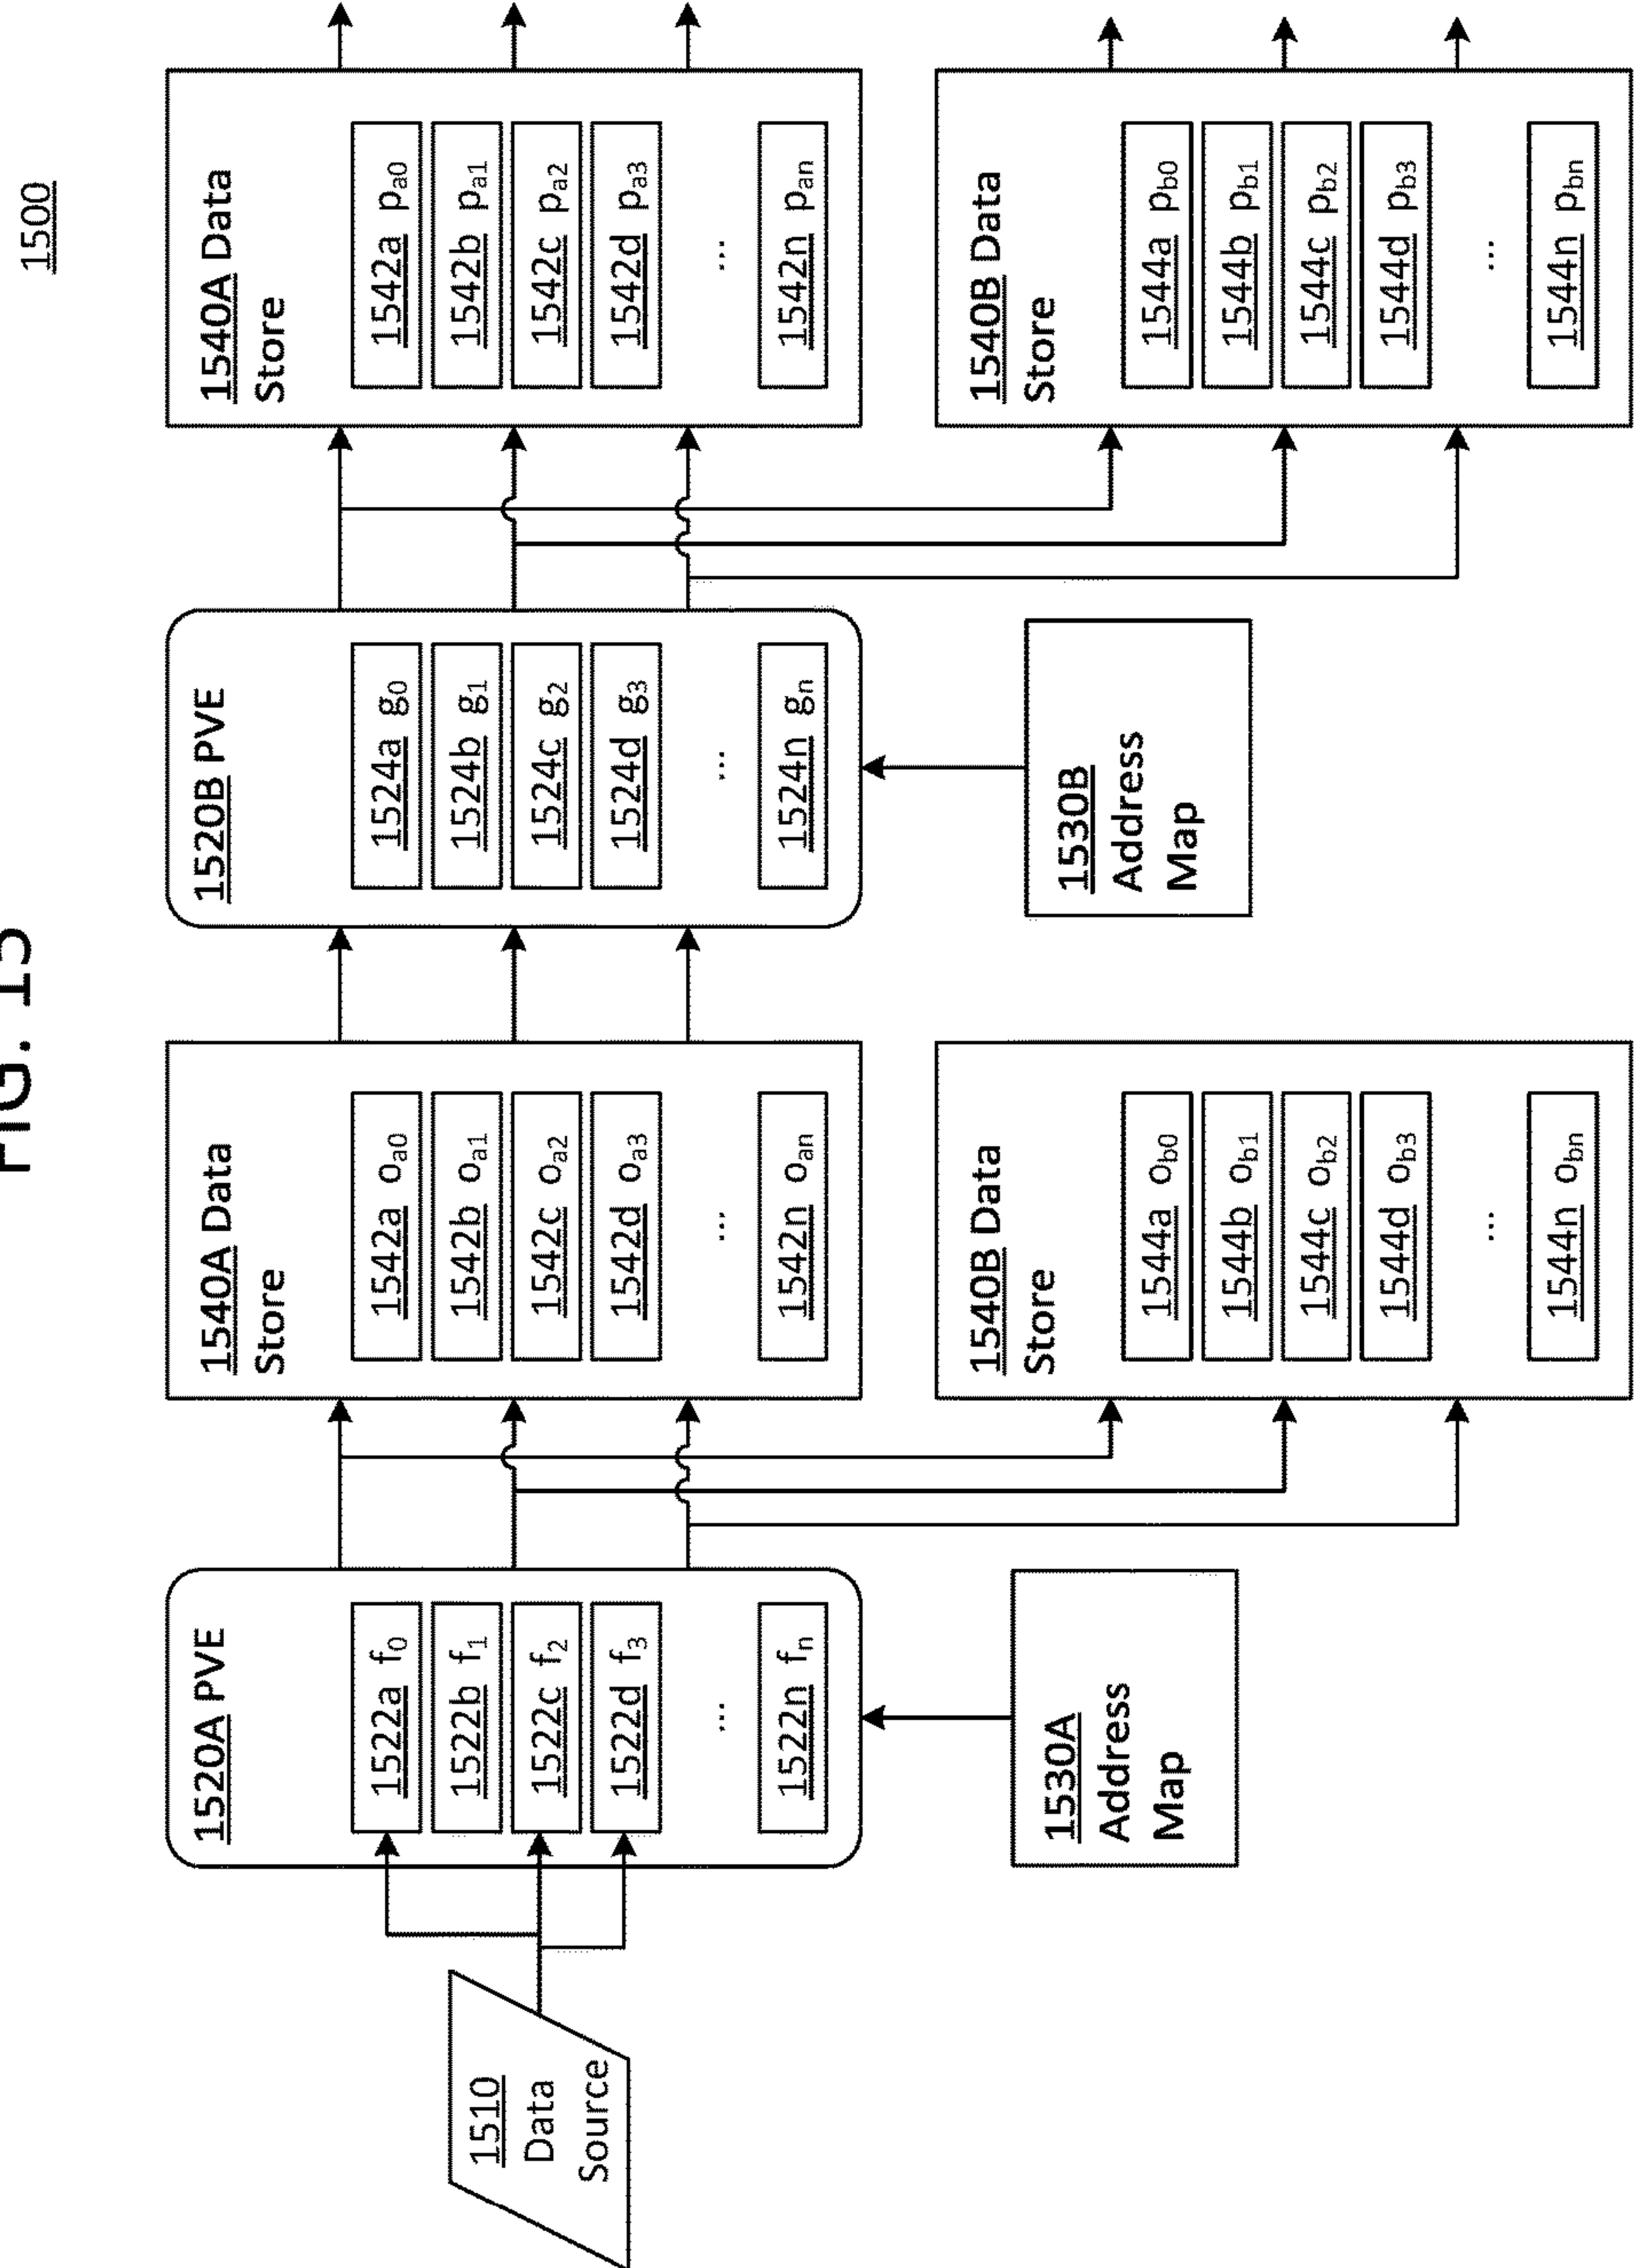 FIG. 15
1500
1510
Data
Source
1520A PVE
1522a f0
1522b f1
1522c f2
1522d f3
...
1522n fn
1530A
Address
Map
1540A Data
Store
1542a oa0
1542b oa1
1542c oa2
1542d oa3
...
1542n oan
1540B Data
Store
1544a ob0
1544b ob1
1544c ob2
1544d ob3
...
1544n obn
1520B PVE
1524a g0
1524b g1
1524c g2
1524d g3
...
1524n gn
1530B
Address
Map
1540A Data
Store
1542a pa0
1542b pa1
1542c pa2
1542d pa3
...
1542n pan
1540B Data
Store
1544a pb0
1544b pb1
1544c pb2
1544d pb3
...
1544n pbn